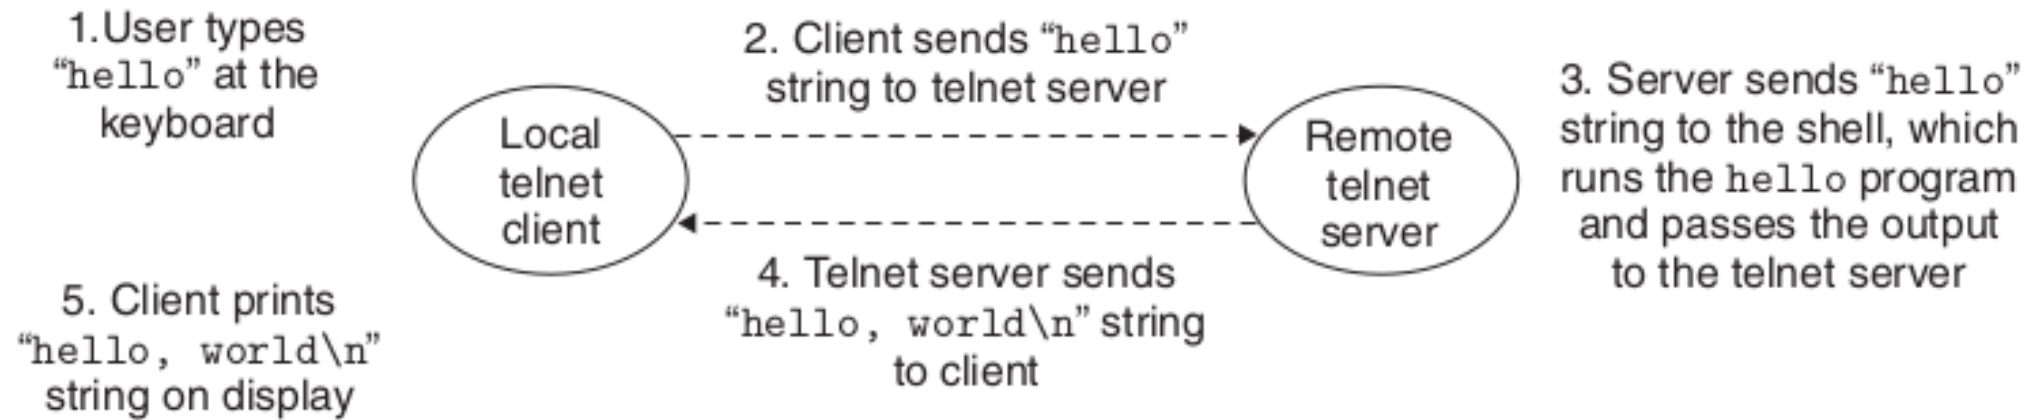 1.User types
“hello” at the
keyboard
2. Client sends “hello”
string to telnet server
3. Server sends “hello”
string to the shell, which
runs the hello program
and passes the output
to the telnet server
Local
telnet
client
Remote
telnet
server
4. Telnet server sends
“hello, world\n” string
to client
5. Client prints
“hello, world\n”
string on display